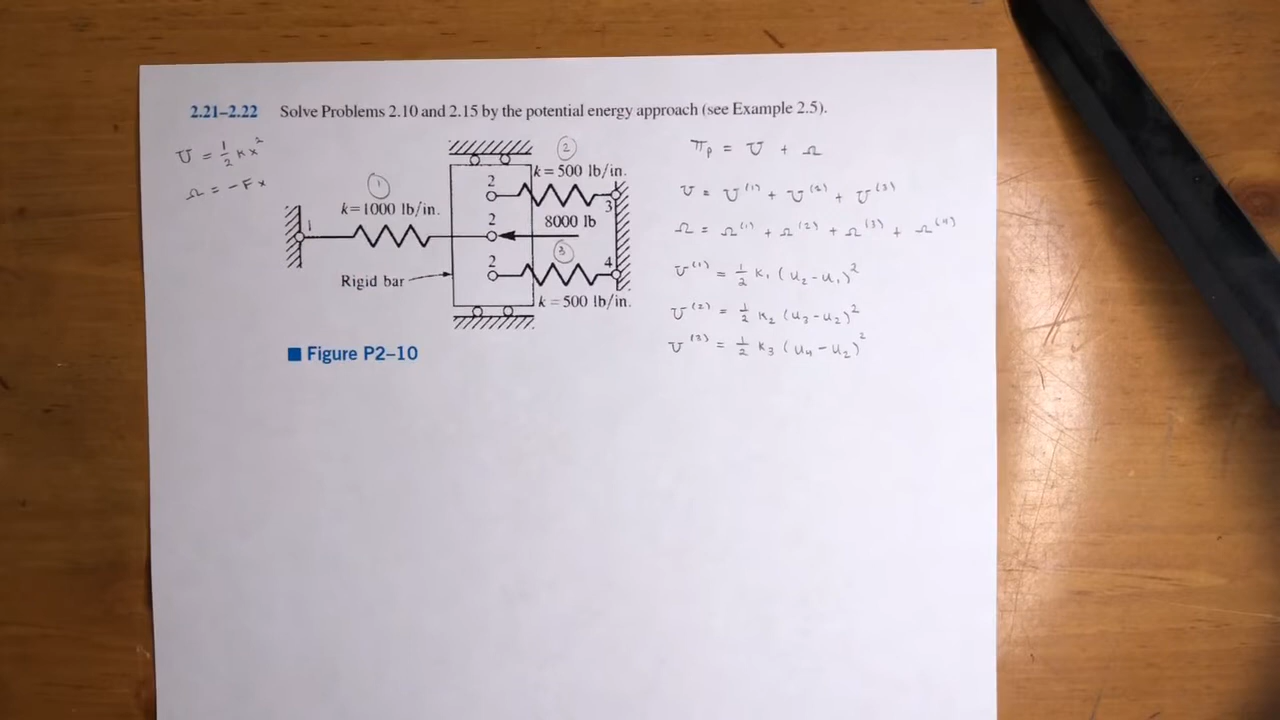 2.21–2.22 Solve Problems 2.10 and 2.15 by the potential energy approach (see Example 2.5).
U = 1/2 kx²
Ω = -Fx
1
k=1000 lb/in.
1
Rigid bar
2
k = 500 lb/in.
2
3
2
8000 lb
3
2
4
k = 500 lb/in.
Figure P2–10
πp = U + Ω
U = U⁽¹⁾ + U⁽²⁾ + U⁽³⁾
Ω = Ω⁽¹⁾ + Ω⁽²⁾ + Ω⁽³⁾ + Ω⁽⁴⁾
U⁽¹⁾ = 1/2 k₁ (u₂-u₁)²
U⁽²⁾ = 1/2 k₂ (u₃-u₂)²
U⁽³⁾ = 1/2 k₃ (u₄-u₂)²